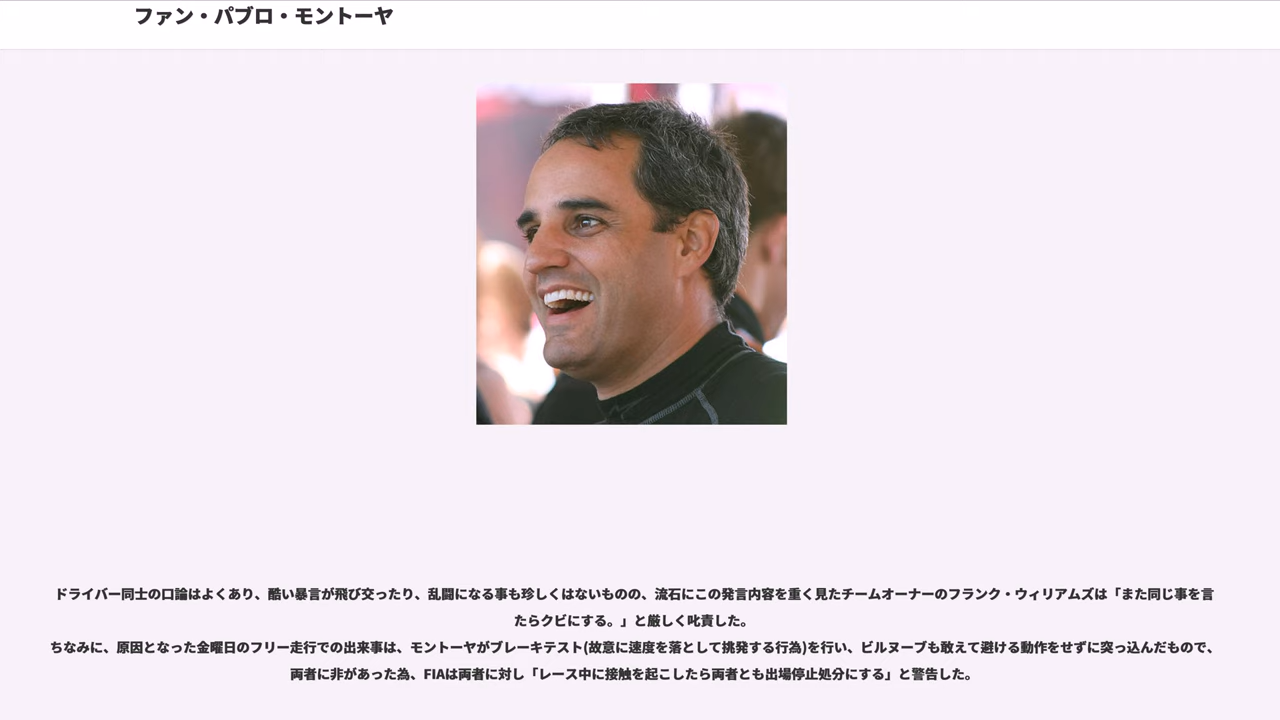 ファン・パブロ・モントーヤ
ドライバー同士の口論はよくあり、酷い暴言が飛び交ったり、乱闘になる事も珍しくはないものの、流石にこの発言内容を重く見たチームオーナーのフランク・ウィリアムズは「また同じ事を言
たらクビにする。」と厳しく叱責した。
ちなみに、原因となった金曜日のフリー走行での出来事は、モントーヤがブレーキテスト(故意に速度を落として挑発する行為)を行い、ビルヌーブも敢えて避ける動作をせずに突っ込んだもので、
両者に非があった為、FIAは両者に対し「レース中に接触を起こしたら両者とも出場停止処分にする」と警告した。